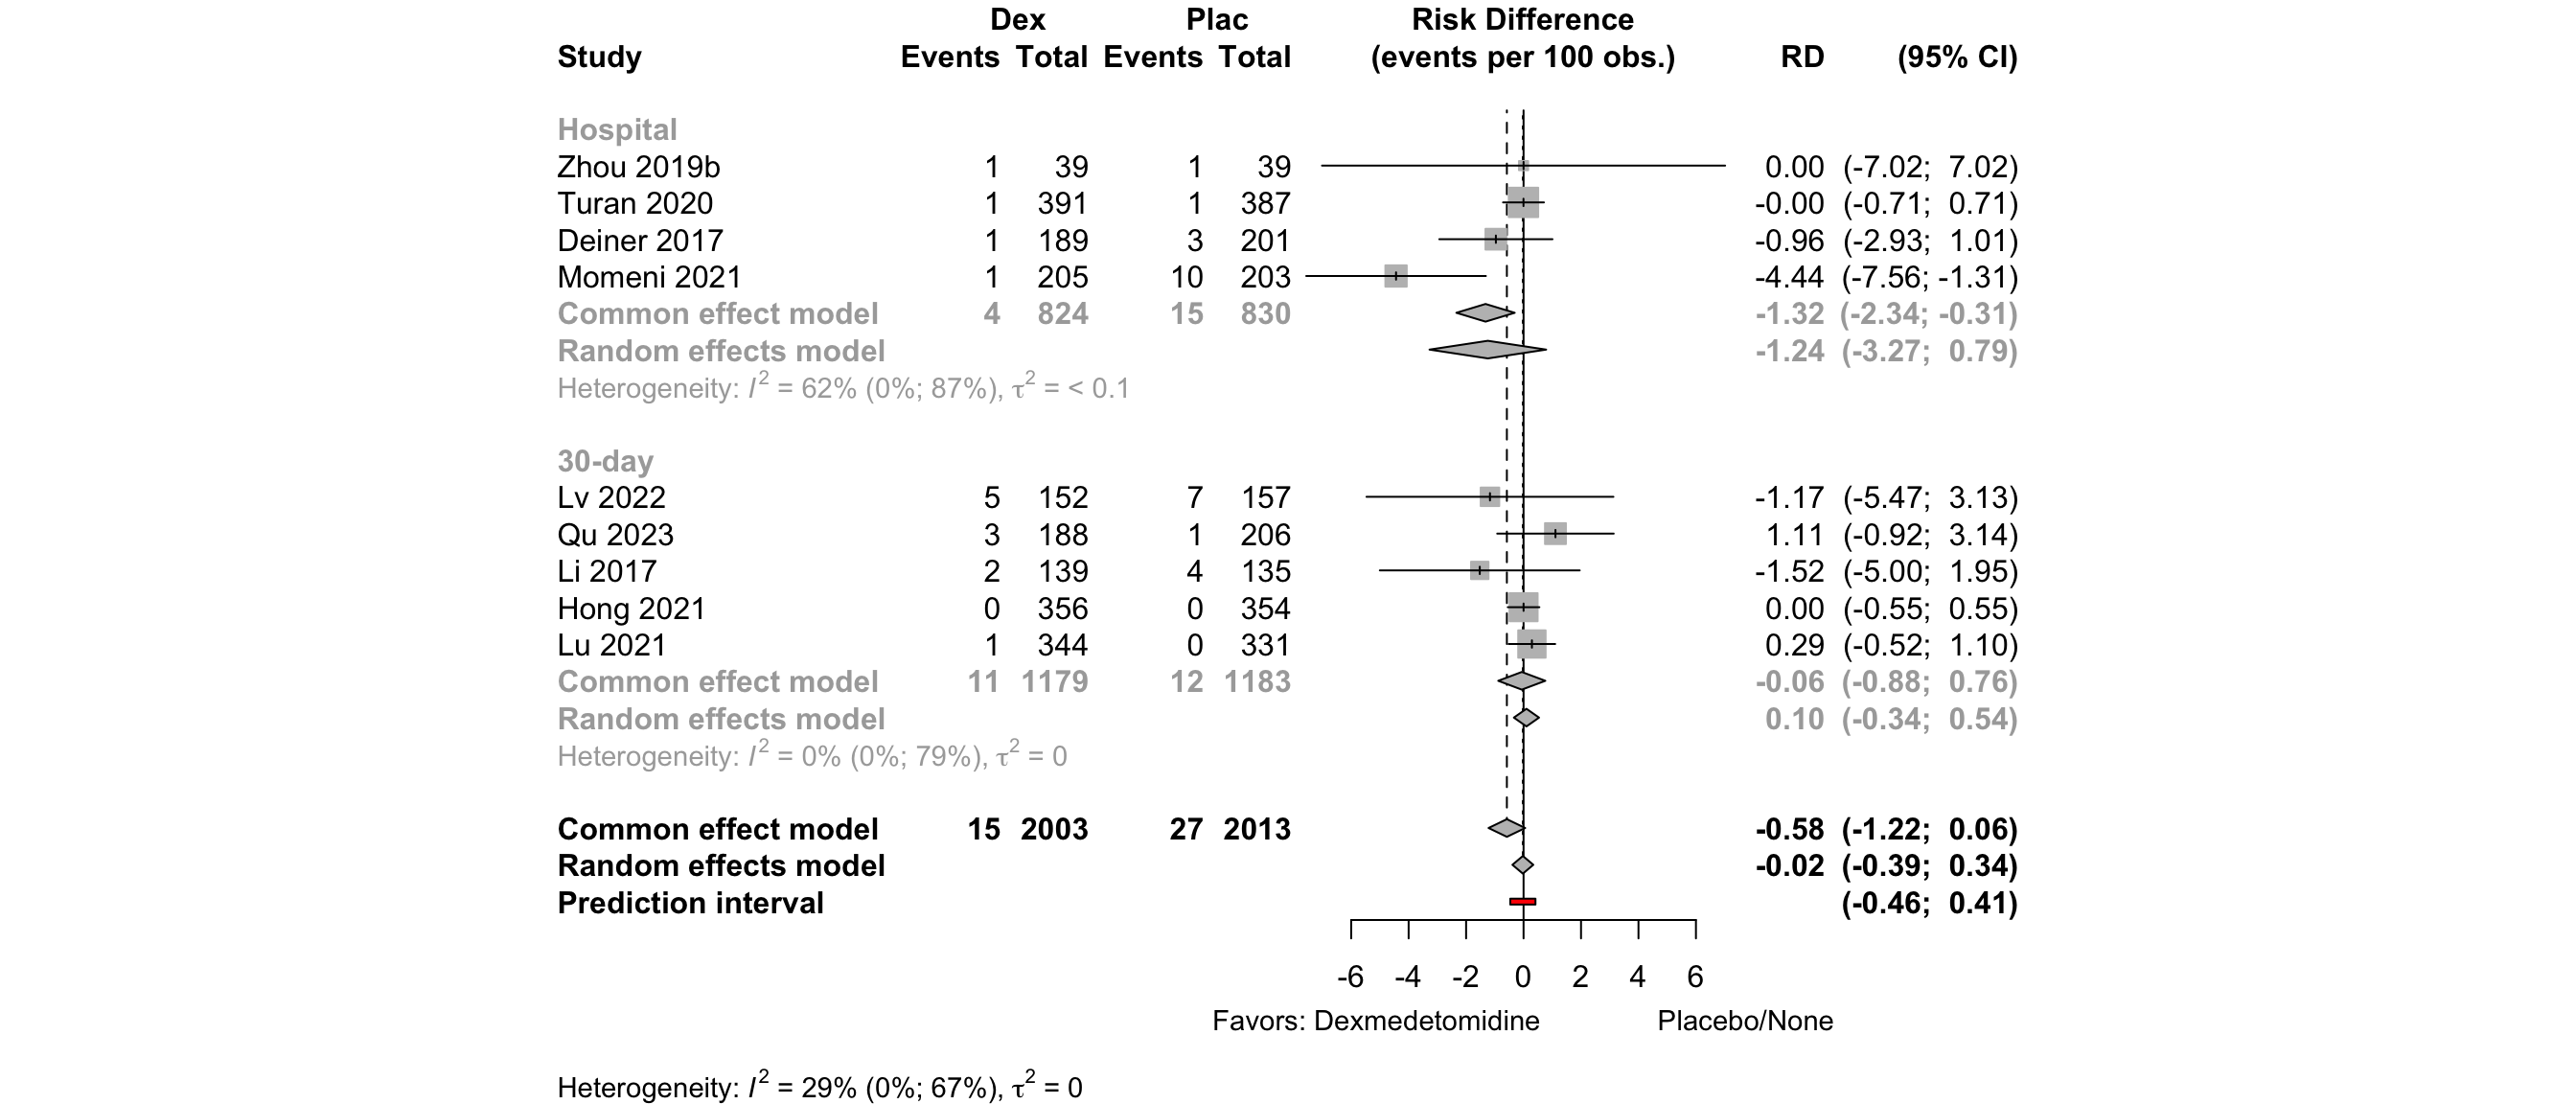 Dex Plac Risk Difference
Study Events Total Events Total (events per 100 obs.) RD (95% CI)
Hospital
Zhou 2019b 1 39 1 39 0.00 (-7.02; 7.02)
Turan 2020 1 391 1 387 -0.00 (-0.71; 0.71)
Deiner 2017 1 189 3 201 -0.96 (-2.93; 1.01)
Momeni 2021 1 205 10 203 -4.44 (-7.56; -1.31)
Common effect model 4 824 15 830 -1.32 (-2.34; -0.31)
Random effects model -1.24 (-3.27; 0.79)
Heterogeneity: I² = 62% (0%; 87%), τ² = < 0.1
30-day
Lv 2022 5 152 7 157 -1.17 (-5.47; 3.13)
Qu 2023 3 188 1 206 1.11 (-0.92; 3.14)
Li 2017 2 139 4 135 -1.52 (-5.00; 1.95)
Hong 2021 0 356 0 354 0.00 (-0.55; 0.55)
Lu 2021 1 344 0 331 0.29 (-0.52; 1.10)
Common effect model 11 1179 12 1183 -0.06 (-0.88; 0.76)
Random effects model 0.10 (-0.34; 0.54)
Heterogeneity: I² = 0% (0%; 79%), τ² = 0
Common effect model 15 2003 27 2013 -0.58 (-1.22; 0.06)
Random effects model -0.02 (-0.39; 0.34)
Prediction interval (-0.46; 0.41)
-6 -4 -2 0 2 4 6
Favors: Dexmedetomidine Placebo/None
Heterogeneity: I² = 29% (0%; 67%), τ² = 0